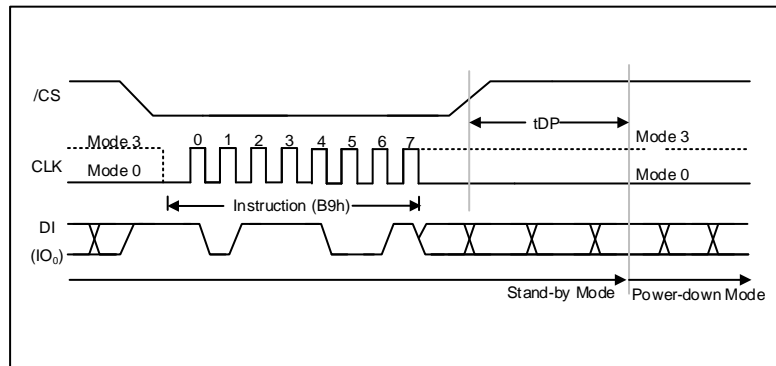 /CS
tDP
Mode 3 0 1 2 3 4 5 6 7 Mode 3
CLK
Mode 0 Mode 0
Instruction (B9h)
DI
(IO₀)
Stand-by Mode Power-down Mode